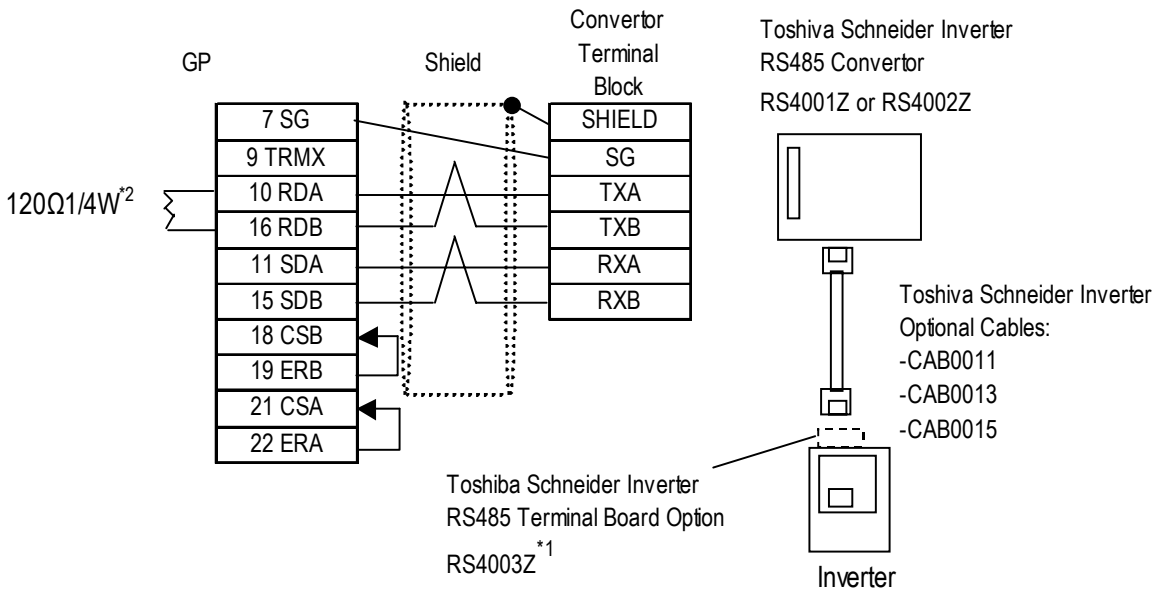 GP
Shield
Convertor
Terminal
Block
7 SG
9 TRMX
10 RDA
16 RDB
11 SDA
15 SDB
18 CSB
19 ERB
21 CSA
22 ERA
120Ω1/4W*2
SHIELD
SG
TXA
TXB
RXA
RXB
Toshiva Schneider Inverter
RS485 Convertor
RS4001Z or RS4002Z
Toshiva Schneider Inverter
Optional Cables:
-CAB0011
-CAB0013
-CAB0015
Toshiba Schneider Inverter
RS485 Terminal Board Option
RS4003Z*1
Inverter